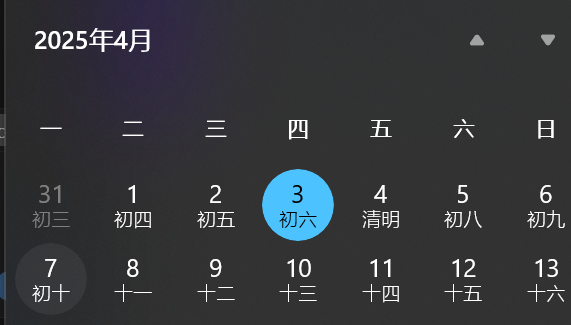 2025年4月
一 二 三 四 五 六 日
31 1 2 3 4 5 6
初三 初四 初五 初六 清明 初八 初九
7 8 9 10 11 12 13
初十 十一 十二 十三 十四 十五 十六